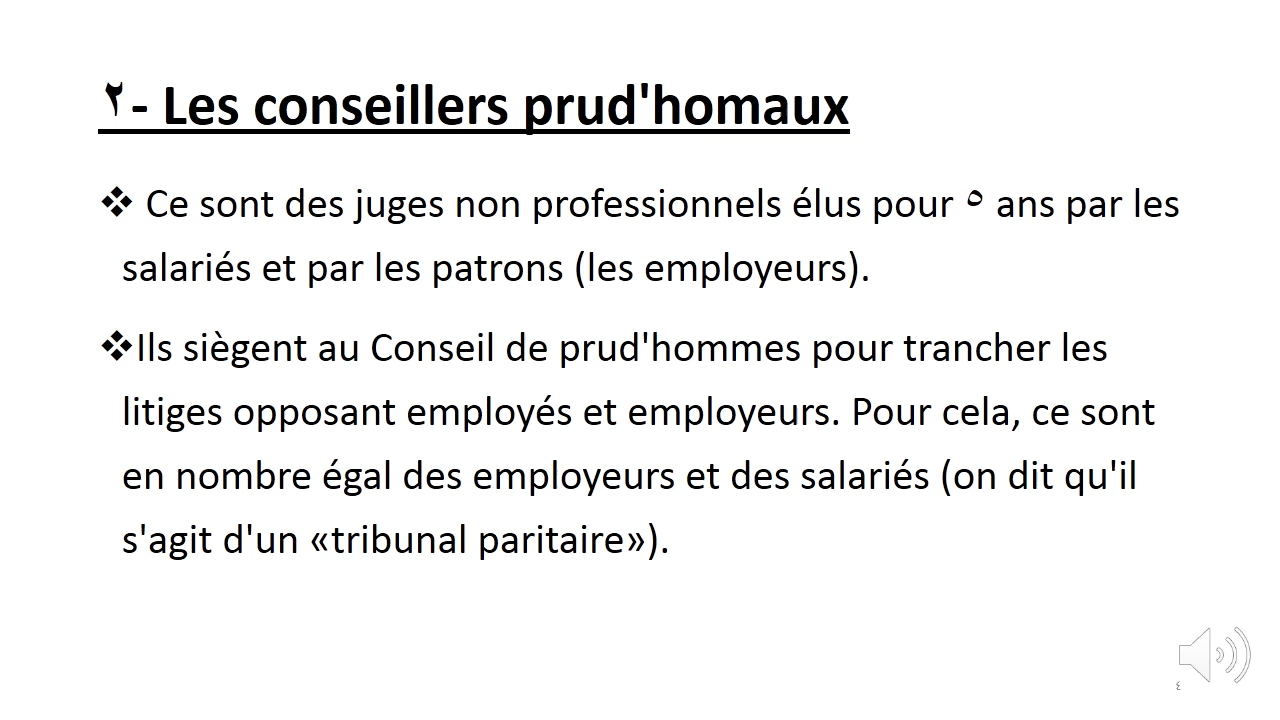 ٢- Les conseillers prud'homaux
❖ Ce sont des juges non professionnels élus pour ٥ ans par les
salariés et par les patrons (les employeurs).
❖Ils siègent au Conseil de prud'hommes pour trancher les
litiges opposant employés et employeurs. Pour cela, ce sont
en nombre égal des employeurs et des salariés (on dit qu'il
s'agit d'un «tribunal paritaire»).
٤